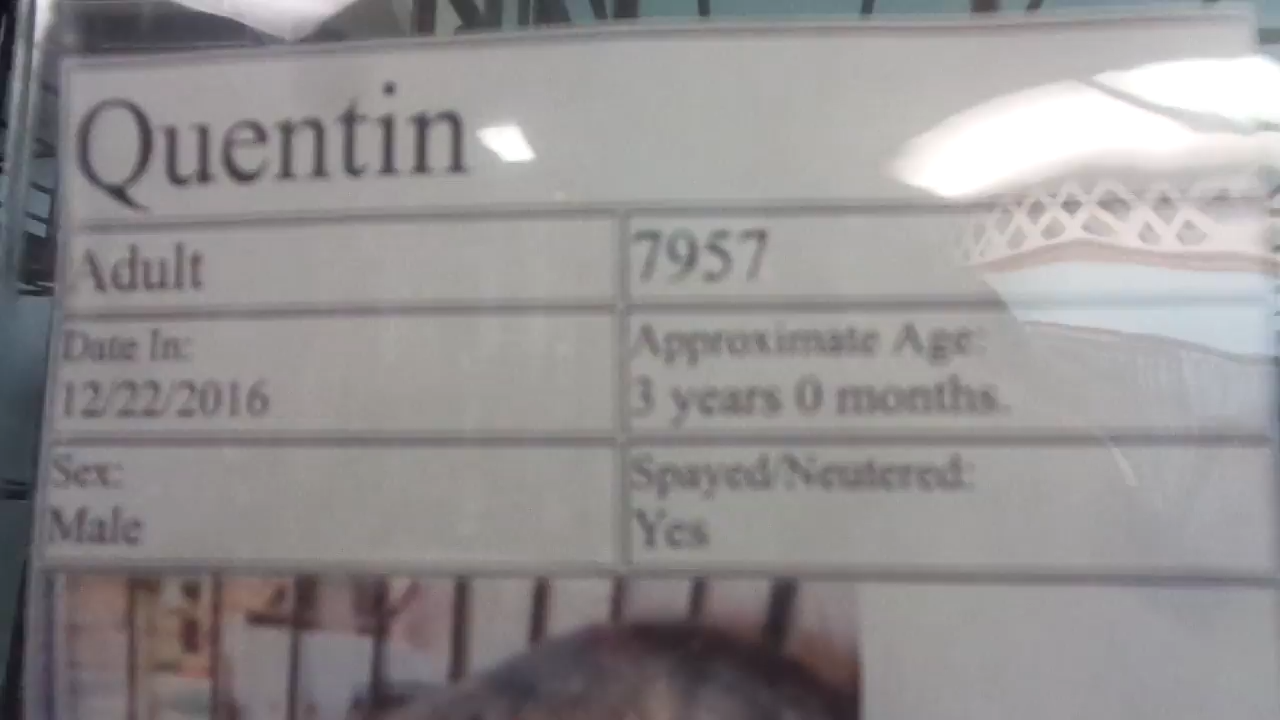 Quentin
Adult
7957
Date In:
12/22/2016
Approximate Age:
3 years 0 months.
Sex:
Male
Spayed/Neutered:
Yes